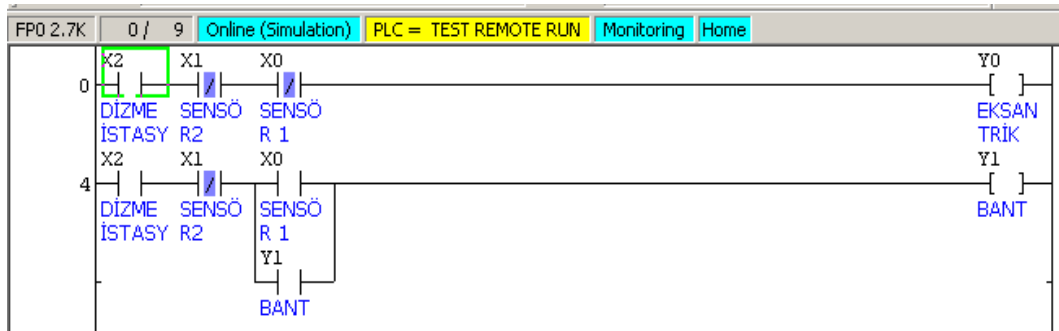 FP0 2.7K 0 / 9 Online (Simulation) PLC = TEST REMOTE RUN Monitoring Home
X2 X1 X0 Y0
0
DİZME SENSÖ SENSÖ EKSAN
İSTASY R2 R 1 TRİK
X2 X1 X0 Y1
4
DİZME SENSÖ SENSÖ BANT
İSTASY R2 R 1
Y1
BANT